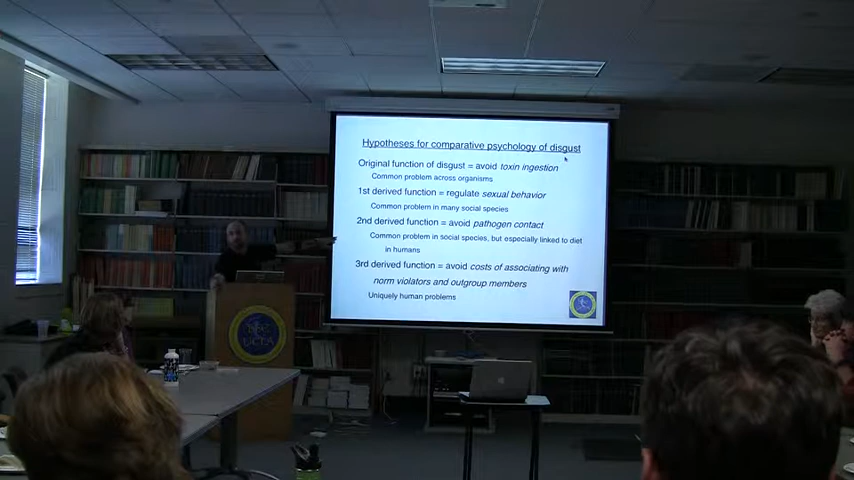 Hypotheses for comparative psychology of disgust
Original function of disgust = avoid toxin ingestion
Common problem across organisms
1st derived function = regulate sexual behavior
Common problem in many social species
2nd derived function = avoid pathogen contact
Common problem in social species, but especially linked to diet
in humans
3rd derived function = avoid costs of associating with
norm violators and outgroup members
Uniquely human problems
UCLA